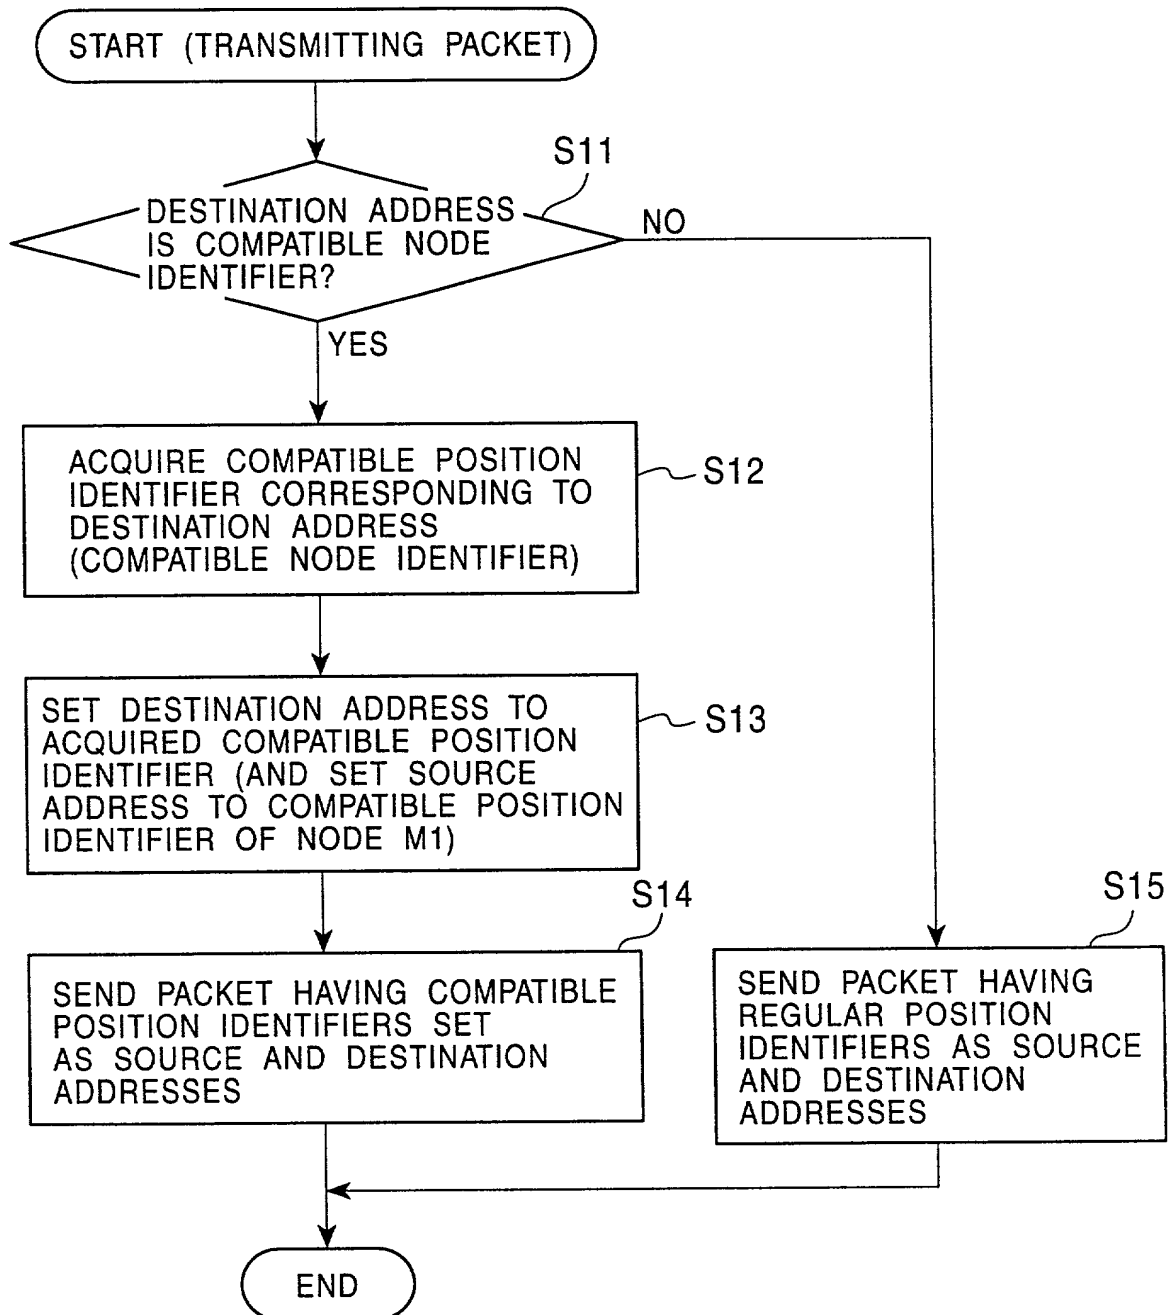 START (TRANSMITTING PACKET)
S11
DESTINATION ADDRESS
IS COMPATIBLE NODE
IDENTIFIER?
NO
YES
ACQUIRE COMPATIBLE POSITION
IDENTIFIER CORRESPONDING TO
DESTINATION ADDRESS
(COMPATIBLE NODE IDENTIFIER)
S12
SET DESTINATION ADDRESS TO
ACQUIRED COMPATIBLE POSITION
IDENTIFIER (AND SET SOURCE
ADDRESS TO COMPATIBLE POSITION
IDENTIFIER OF NODE M1)
S13
S14
SEND PACKET HAVING COMPATIBLE
POSITION IDENTIFIERS SET
AS SOURCE AND DESTINATION
ADDRESSES
S15
SEND PACKET HAVING
REGULAR POSITION
IDENTIFIERS AS SOURCE
AND DESTINATION
ADDRESSES
END